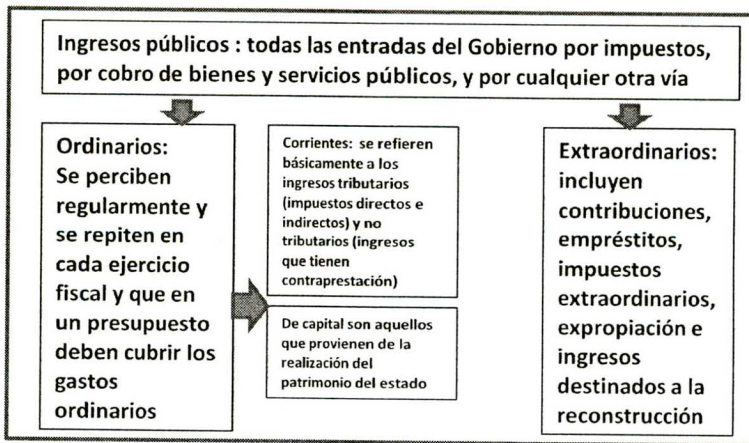 Ingresos públicos : todas las entradas del Gobierno por impuestos,
por cobro de bienes y servicios públicos, y por cualquier otra vía
Ordinarios:
Se perciben
regularmente y
se repiten en
cada ejercicio
fiscal y que en
un presupuesto
deben cubrir los
gastos
ordinarios
Corrientes: se refieren
básicamente a los
ingresos tributarios
(impuestos directos e
indirectos) y no
tributarios (ingresos
que tienen
contraprestación)
De capital son aquellos
que provienen de la
realización del
patrimonio del estado
Extraordinarios:
incluyen
contribuciones,
empréstitos,
impuestos
extraordinarios,
expropiación e
ingresos
destinados a la
reconstrucción